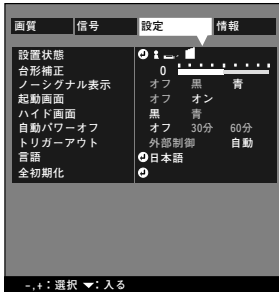 画質 信号 設定 情報
設置状態
台形補正 0
ノーシグナル表示 オフ 黒 青
起動画面 オフ オン
ハイド画面 黒 青
自動パワーオフ オフ 30分 60分
トリガーアウト 外部制御 自動
言語 日本語
全初期化
-,+：選択 ▼：入る